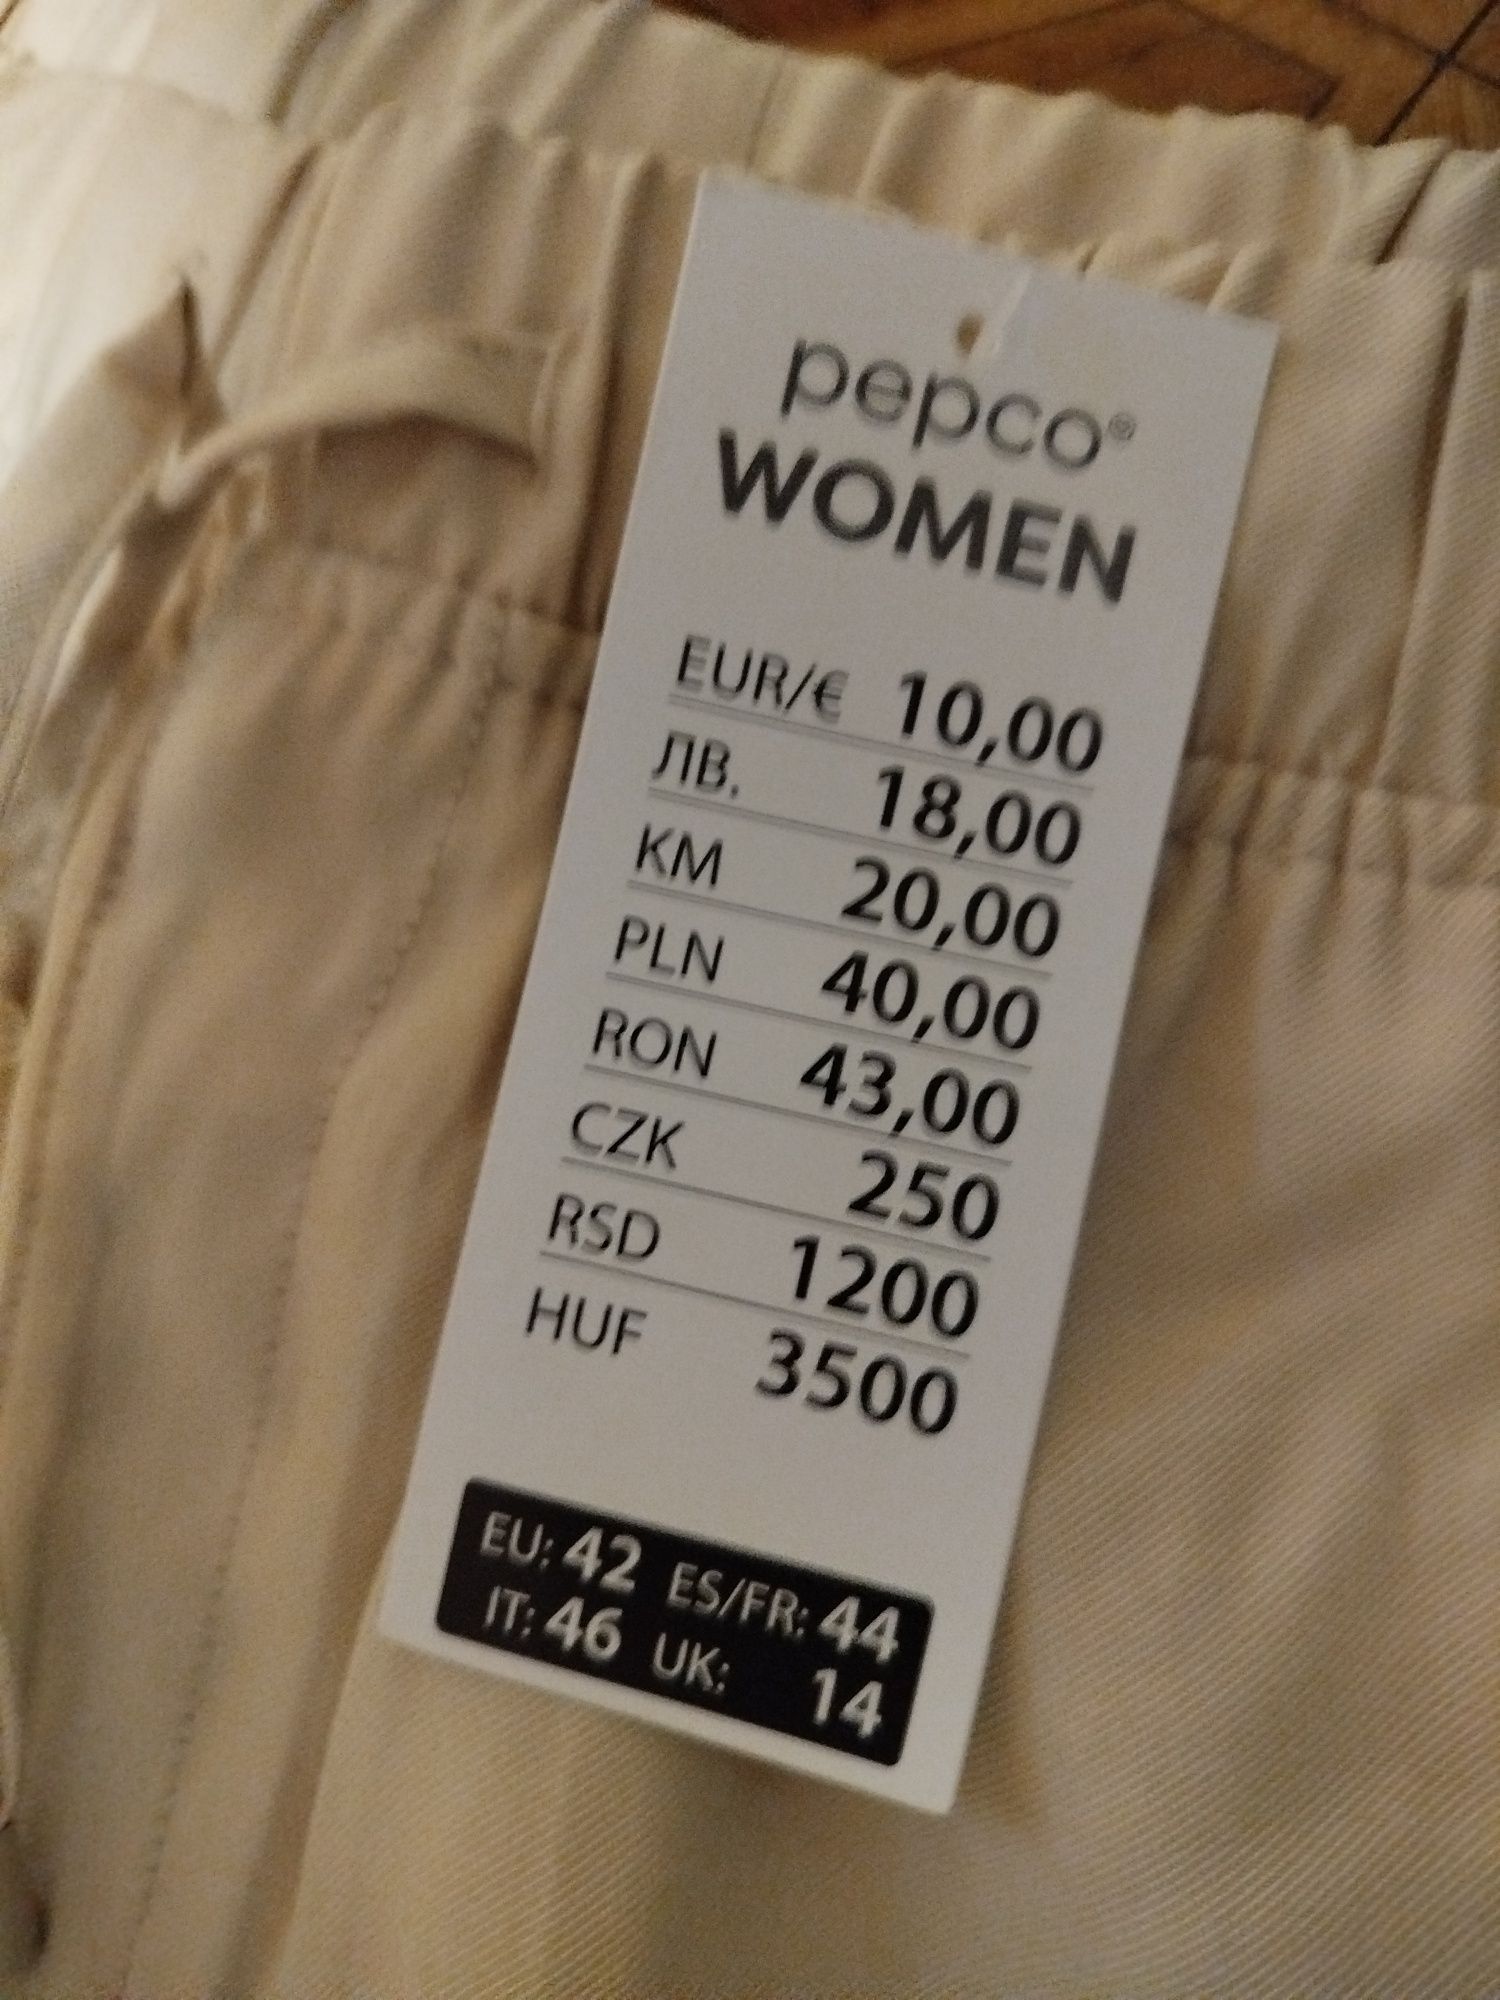 pepco®
WOMEN
EUR/€ 10,00
ЛВ. 18,00
KM 20,00
PLN 40,00
RON 43,00
CZK 250
RSD 1200
HUF 3500
EU: 42 ES/FR: 44
IT: 46 UK: 14